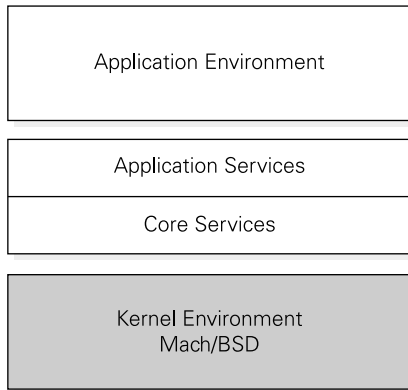 Application Environment
Application Services
Core Services
Kernel Environment
Mach/BSD